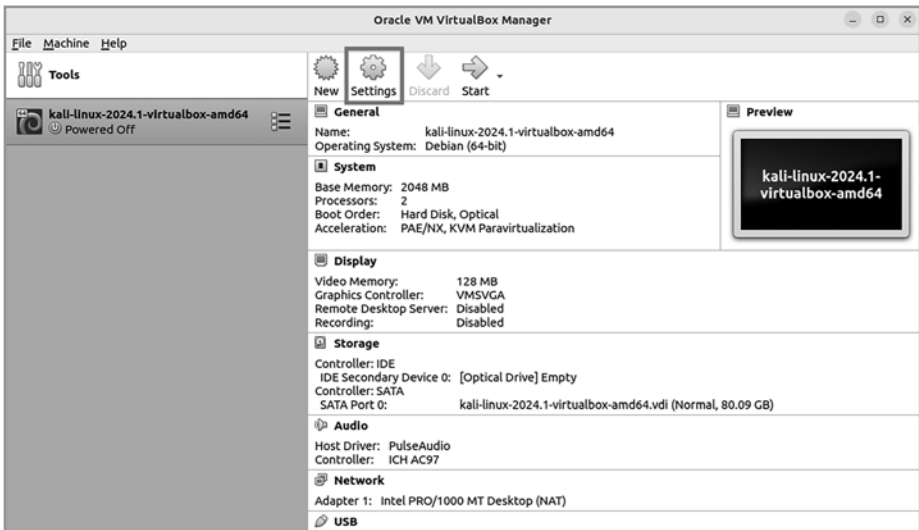 Oracle VM VirtualBox Manager
File Machine Help
Tools
New Settings Discard Start
kali-linux-2024.1-virtualbox-amd64
Powered Off
General
Name: kali-linux-2024.1-virtualbox-amd64
Operating System: Debian (64-bit)
System
Base Memory: 2048 MB
Processors: 2
Boot Order: Hard Disk, Optical
Acceleration: PAE/NX, KVM Paravirtualization
Preview
kali-linux-2024.1-
virtualbox-amd64
Display
Video Memory: 128 MB
Graphics Controller: VMSVGA
Remote Desktop Server: Disabled
Recording: Disabled
Storage
Controller: IDE
IDE Secondary Device 0: [Optical Drive] Empty
Controller: SATA
SATA Port 0: kali-linux-2024.1-virtualbox-amd64.vdi (Normal, 80.09 GB)
Audio
Host Driver: PulseAudio
Controller: ICH AC97
Network
Adapter 1: Intel PRO/1000 MT Desktop (NAT)
USB